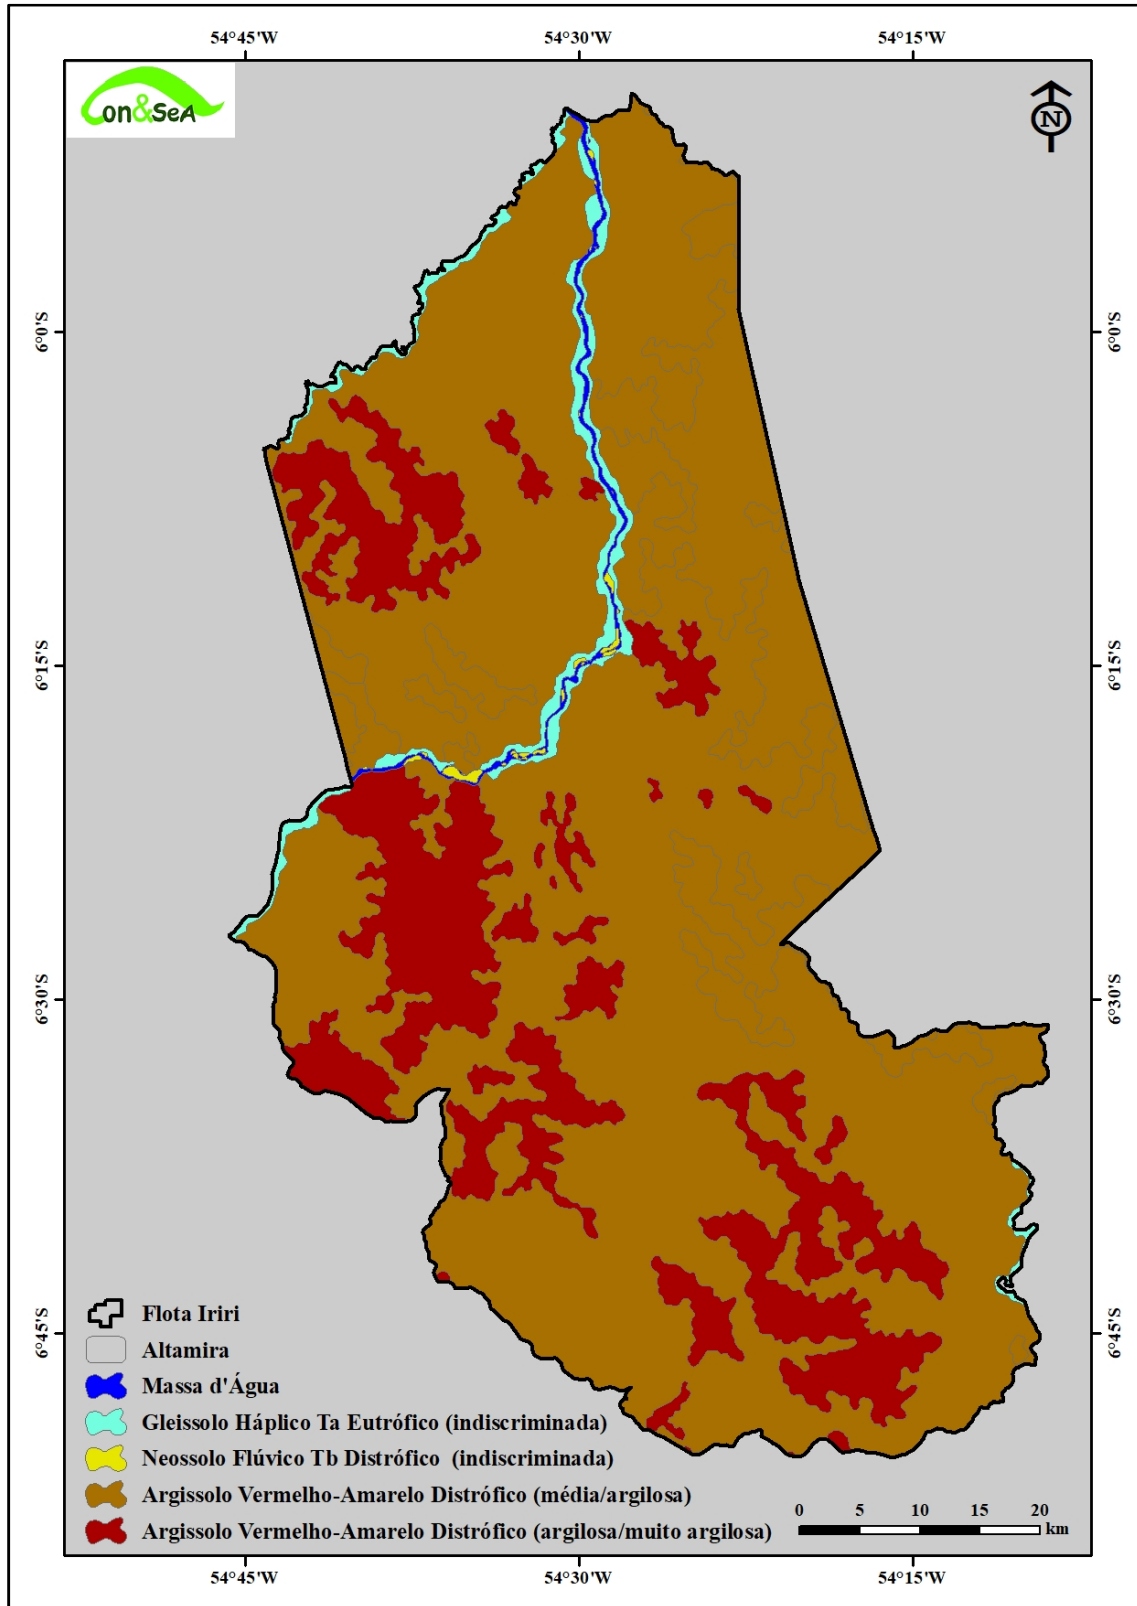 54°45'W 54°30'W 54°15'W
on&SeA
N
6°0'S 6°0'S
6°15'S 6°15'S
6°30'S 6°30'S
6°45'S 6°45'S
Flota Iriri
Altamira
Massa d'Água
Gleissolo Háplico Ta Eutrófico (indiscriminada)
Neossolo Flúvico Tb Distrófico (indiscriminada)
Argissolo Vermelho-Amarelo Distrófico (média/argilosa)
Argissolo Vermelho-Amarelo Distrófico (argilosa/muito argilosa)
0 5 10 15 20
km
54°45'W 54°30'W 54°15'W